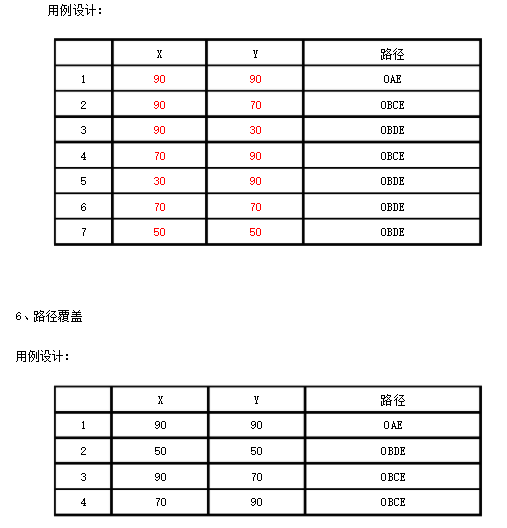 用例设计：
X Y 路径
1 90 90 OAE
2 90 70 OBCE
3 90 30 OBDE
4 70 90 OBCE
5 30 90 OBDE
6 70 70 OBDE
7 50 50 OBDE
6、路径覆盖
用例设计：
X Y 路径
1 90 90 OAE
2 50 50 OBDE
3 90 70 OBCE
4 70 90 OBCE